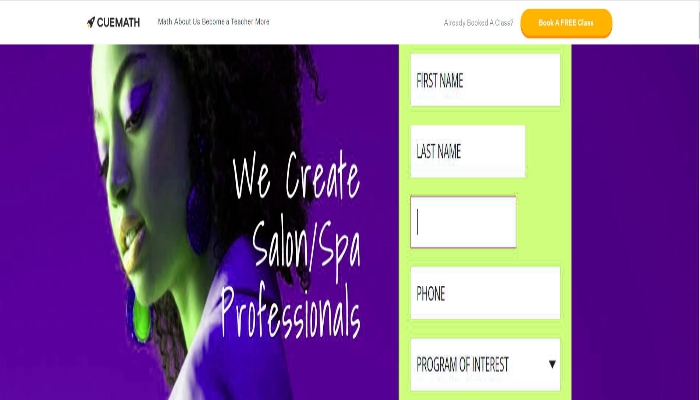 CUEMATH
Math About Us Become a Teacher More
Already Booked A Class?
Book A FREE Class
We Create
Salon/Spa
Professionals
FIRST NAME
LAST NAME
PHONE
PROGRAM OF INTEREST